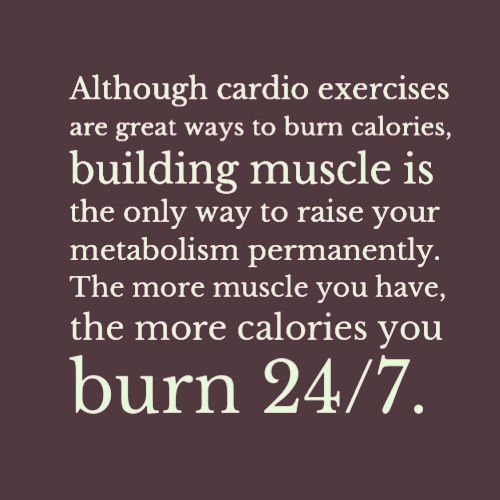 Although cardio exercises
are great ways to burn calories,
building muscle is
the only way to raise your
metabolism permanently.
The more muscle you have,
the more calories you
burn 24/7.